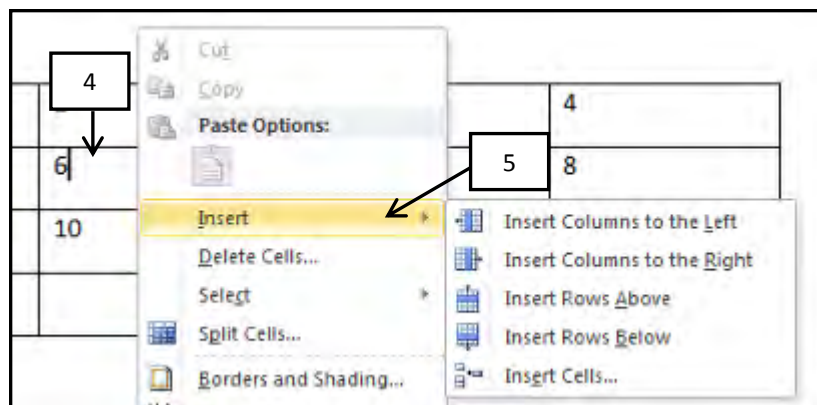 Cut
4
Copy
4
Paste Options:
6
5
8
Insert
Insert Columns to the Left
10
Delete Cells...
Insert Columns to the Right
Select
Insert Rows Above
Split Cells...
Insert Rows Below
Borders and Shading...
Insert Cells...